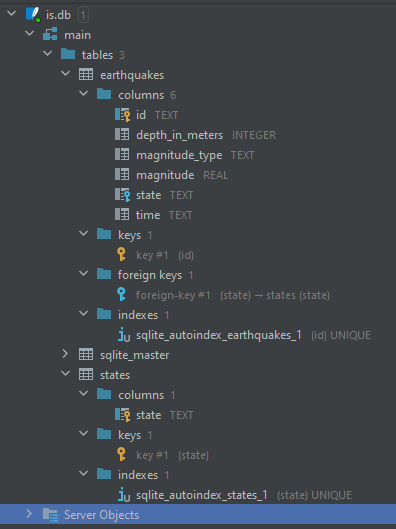 is.db 1
main
tables 3
earthquakes
columns 6
id TEXT
depth_in_meters INTEGER
magnitude_type TEXT
magnitude REAL
state TEXT
time TEXT
keys 1
key #1 (id)
foreign keys 1
foreign-key #1 (state) → states (state)
indexes 1
sqlite_autoindex_earthquakes_1 (id) UNIQUE
sqlite_master
states
columns 1
state TEXT
keys 1
key #1 (state)
indexes 1
sqlite_autoindex_states_1 (state) UNIQUE
Server Objects